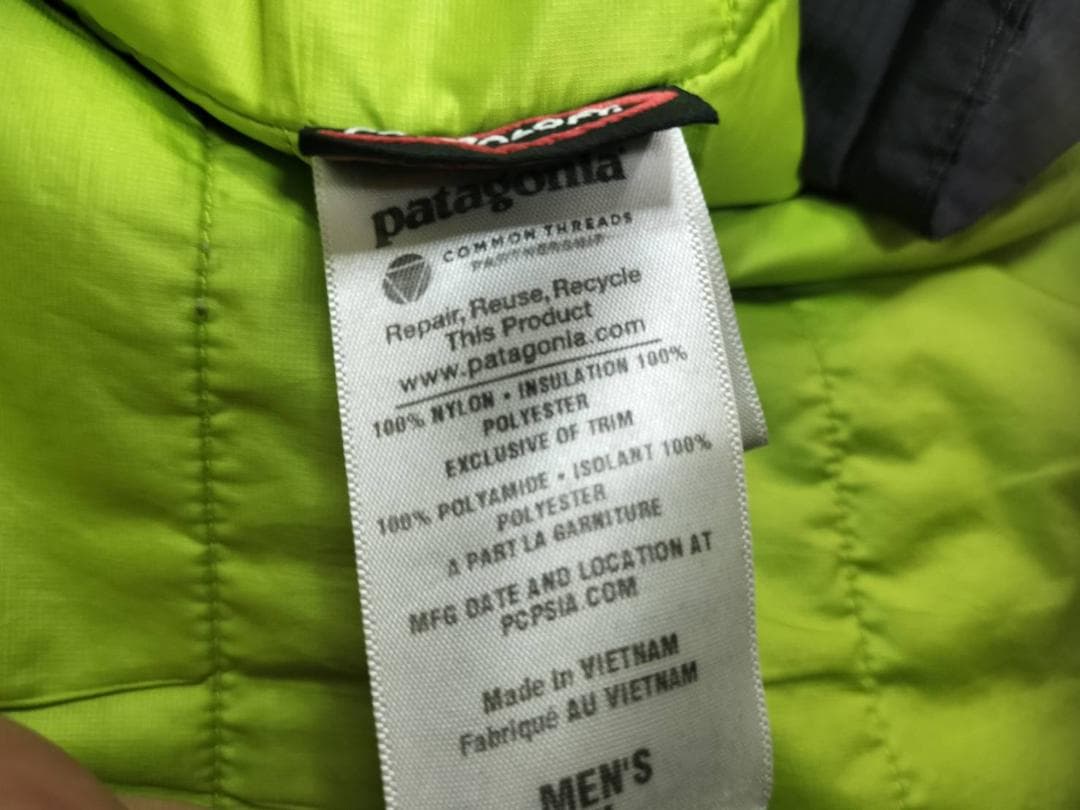 patagonia
COMMON THREADS
PARTNERSHIP
Repair, Reuse, Recycle
This Product
www.patagonia.com
100% NYLON • INSULATION 100%
POLYESTER
EXCLUSIVE OF TRIM
100% POLYAMIDE • ISOLANT 100%
POLYESTER
A PART LA GARNITURE
MFG DATE AND LOCATION AT
PCPSIA.COM
Made In VIETNAM
Fabriqué AU VIETNAM
MEN'S